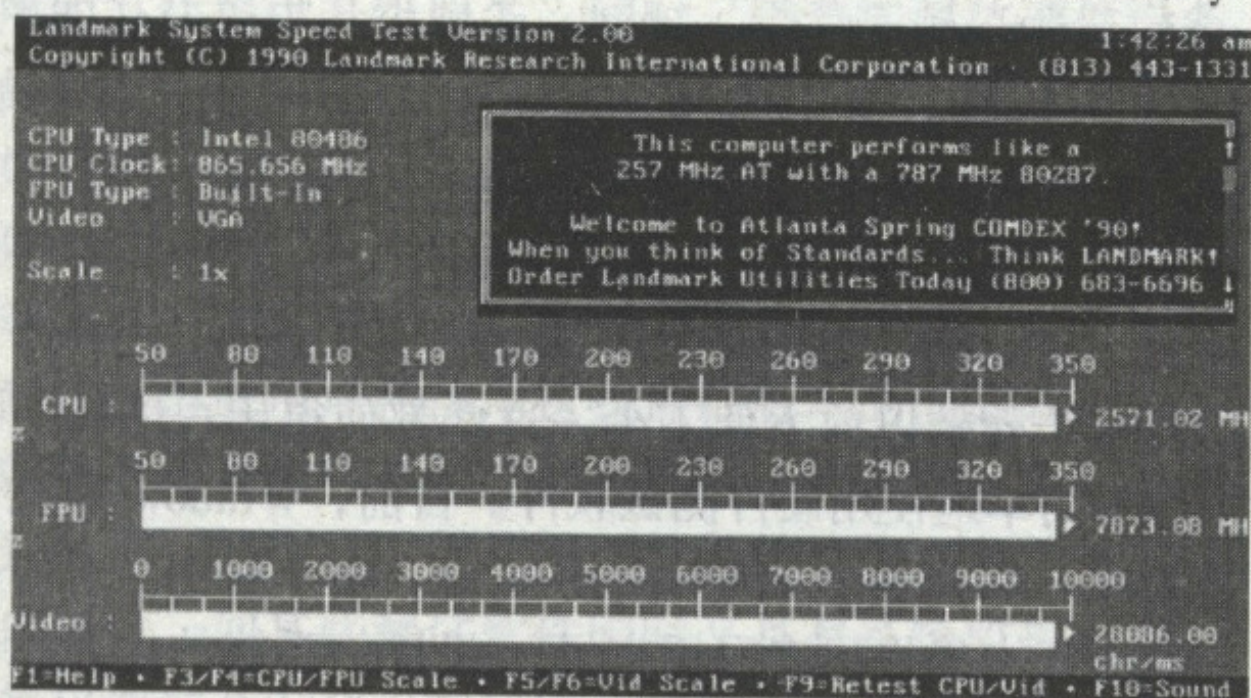 Landmark System Speed Test Version 2.00 1:42:26 am
Copyright (C) 1990 Landmark Research International Corporation · (813) 443-1331
CPU Type : Intel 80486
CPU Clock: 865.656 MHz
FPU Type : Built-In
Video : VGA
Scale : 1x
This computer performs like a
257 MHz AT with a 787 MHz 80287.
Welcome to Atlanta Spring COMDEX '90!
When you think of Standards... Think LANDMARK!
Order Landmark Utilities Today (800) 683-6696
50 80 110 140 170 200 230 260 290 320 350
CPU : 2571.02 MH
z
50 80 110 140 170 200 230 260 290 320 350
FPU : 7873.08 MH
z
0 1000 2000 3000 4000 5000 6000 7000 8000 9000 10000
Video : 28086.00
chr/ms
F1=Help · F3/F4=CPU/FPU Scale · F5/F6=Vid Scale · F9=Retest CPU/Vid · F10=Sound